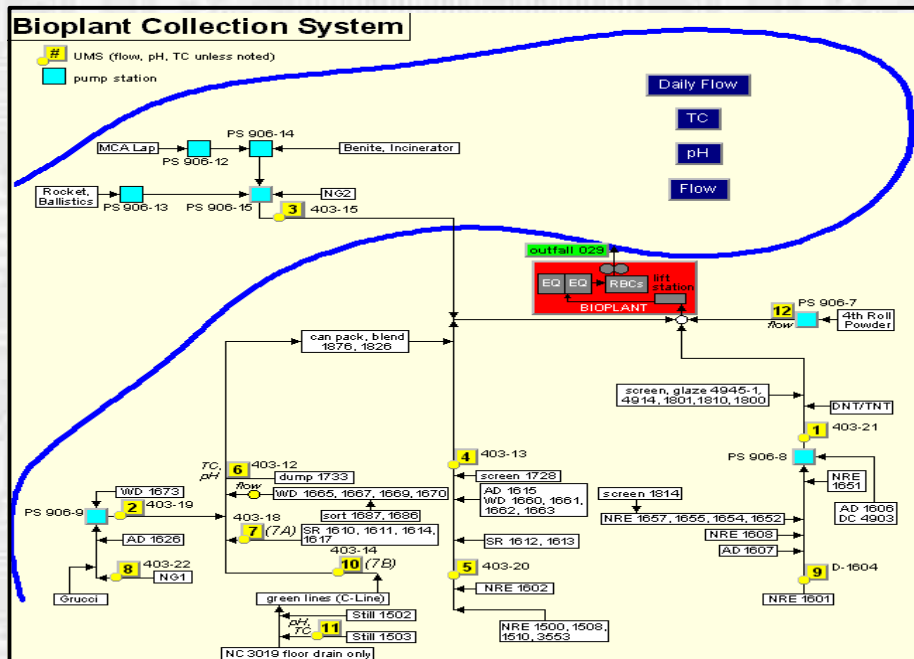 Bioplant Collection System
# UMS (flow, pH, TC unless noted)
pump station
Daily Flow
TC
pH
Flow
PS 906-14
MCA Lap
PS 906-12
Benite, Incinerator
Rocket,
Ballistics
PS 906-13
PS 906-15
NG2
3 403-15
outfall 029
EQ EQ RBCs
lift
station
BIOPLANT
12 PS 906-7
flow
4th Roll
Powder
can pack, blend
1876, 1826
screen, glaze 4945-1,
4914, 1801,1810, 1800
DNT/TNT
1 403-21
PS 906-8
NRE
1651
AD 1606
DC 4903
screen 1814
NRE 1657, 1655, 1654, 1652
NRE 1608
AD 1607
9 D-1604
NRE 1601
4 403-13
screen 1728
AD 1615
WD 1660, 1661,
1662, 1663
SR 1612, 1613
5 403-20
NRE 1602
NRE 1500, 1508,
1510, 3553
TC,
pH
6 403-12
dump 1733
flow
WD 1665, 1667, 1669, 1670
sort 1687, 1686
403-18
7 (7A)
SR 1610, 1611, 1614,
1617
403-14
10 (7B)
green lines (C-Line)
Still 1502
pH,
TC
11
Still 1503
NC 3019 floor drain only
WD 1673
PS 906-9
2 403-19
AD 1626
8 403-22
NG1
Grucci